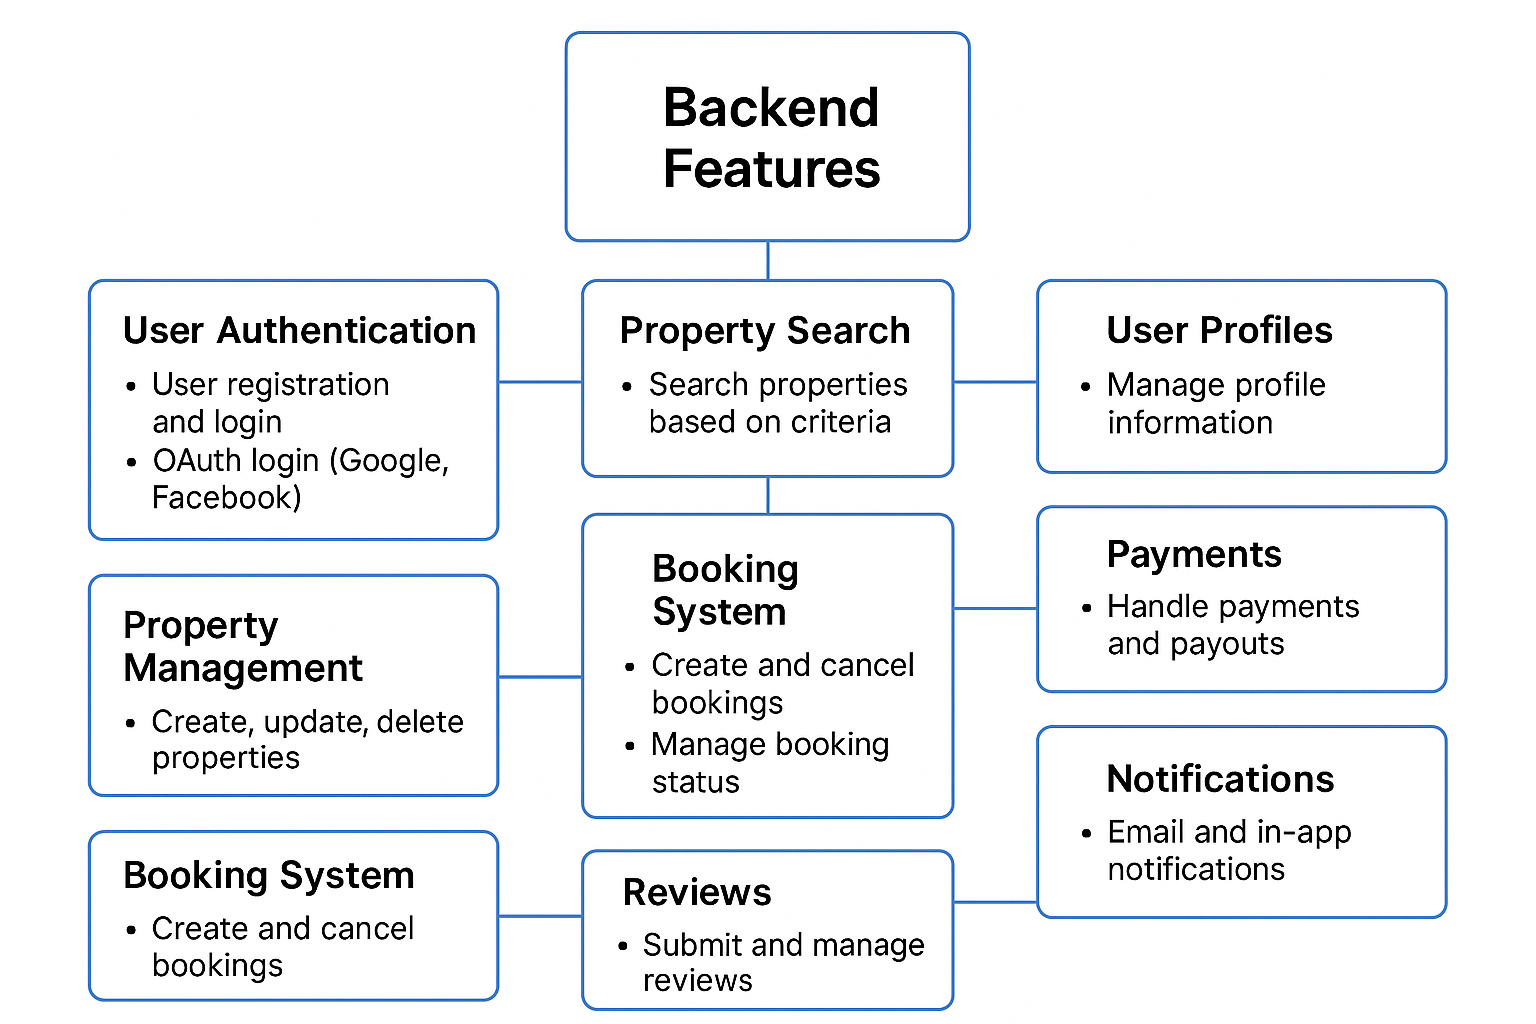 Backend
Features
User Authentication
• User registration
and login
• OAuth login (Google,
Facebook)
Property Search
• Search properties
based on criteria
User Profiles
• Manage profile
information
Property
Management
• Create, update, delete
properties
Booking
System
• Create and cancel
bookings
• Manage booking
status
Payments
• Handle payments
and payouts
Booking System
• Create and cancel
bookings
Reviews
• Submit and manage
reviews
Notifications
• Email and in-app
notifications